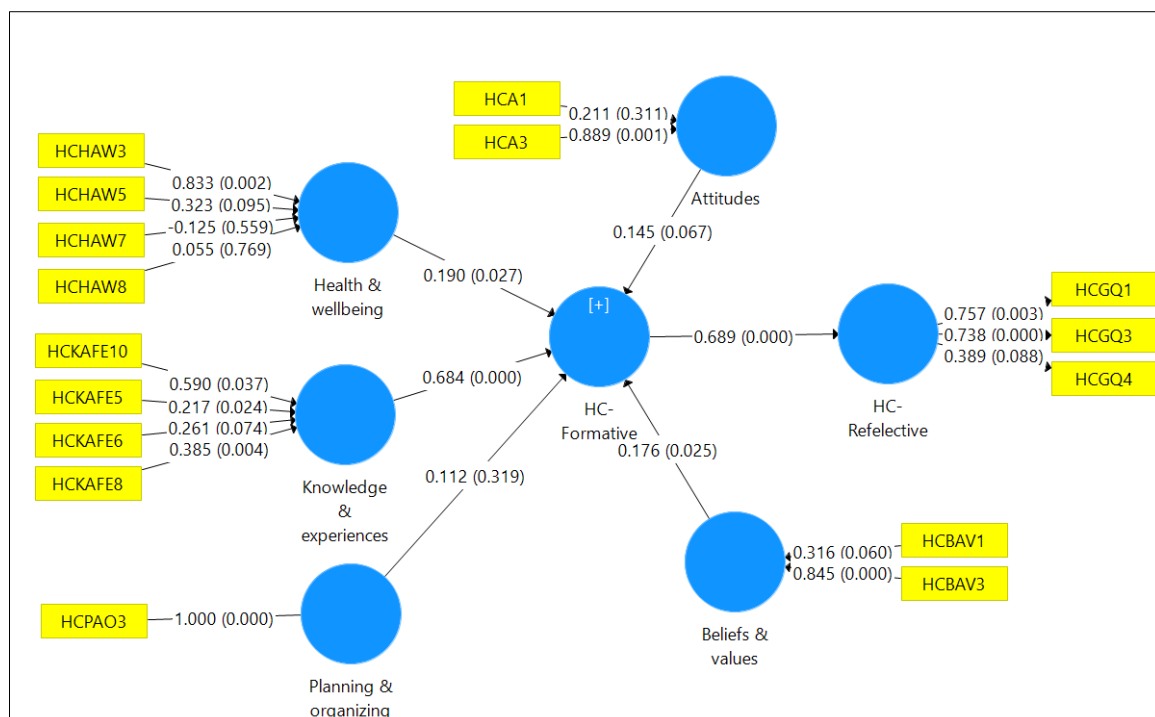 HCA1
0.211 (0.311)
HCA3
0.889 (0.001)
Attitudes
0.145 (0.067)
HCHAW3
HCHAW5
HCHAW7
HCHAW8
0.833 (0.002)
0.323 (0.095)
-0.125 (0.559)
0.055 (0.769)
Health &
wellbeing
0.190 (0.027)
HCKAFE10
HCKAFE5
HCKAFE6
HCKAFE8
0.590 (0.037)
0.217 (0.024)
0.261 (0.074)
0.385 (0.004)
Knowledge
&
experiences
0.684 (0.000)
HCPAO3
1.000 (0.000)
Planning &
organizing
0.112 (0.319)
[+]
HC-
Formative
0.689 (0.000)
HC-
Refelective
0.757 (0.003)
0.738 (0.000)
0.389 (0.088)
HCGQ1
HCGQ3
HCGQ4
0.176 (0.025)
Beliefs &
values
0.316 (0.060)
0.845 (0.000)
HCBAV1
HCBAV3